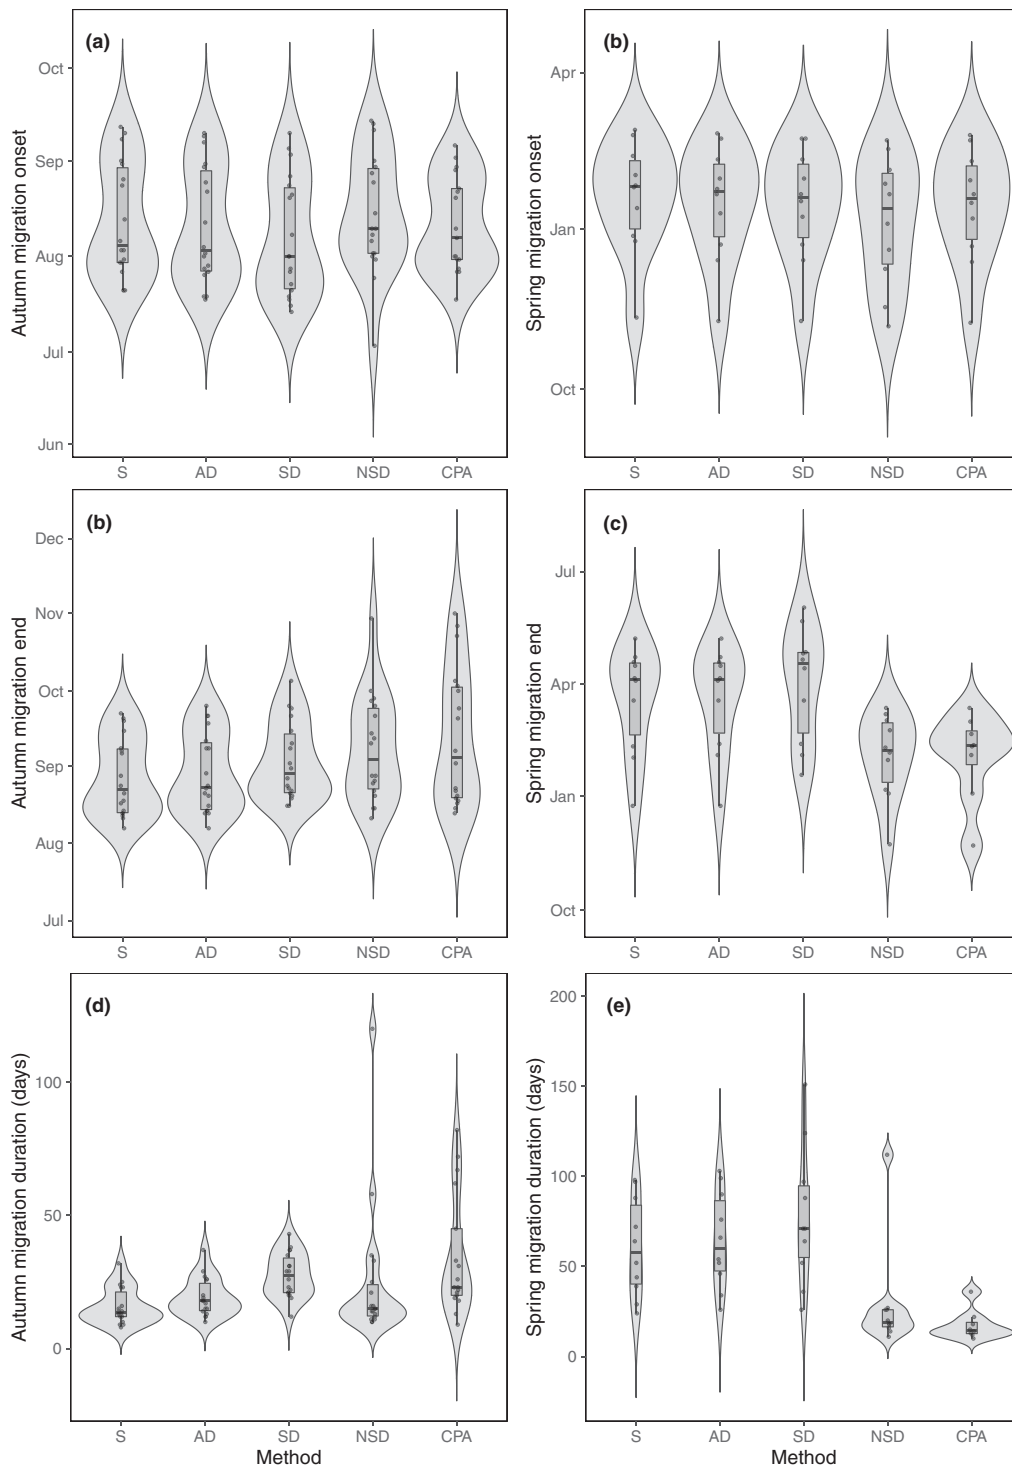 (a)
Autumn migration onset
Oct
Sep
Aug
Jul
Jun
S AD SD NSD CPA
(b)
Spring migration onset
Apr
Jan
Oct
S AD SD NSD CPA
(b)
Autumn migration end
Dec
Nov
Oct
Sep
Aug
Jul
S AD SD NSD CPA
(c)
Spring migration end
Jul
Apr
Jan
Oct
S AD SD NSD CPA
(d)
Autumn migration duration (days)
100
50
0
S AD SD NSD CPA
Method
(e)
Spring migration duration (days)
200
150
100
50
0
S AD SD NSD CPA
Method